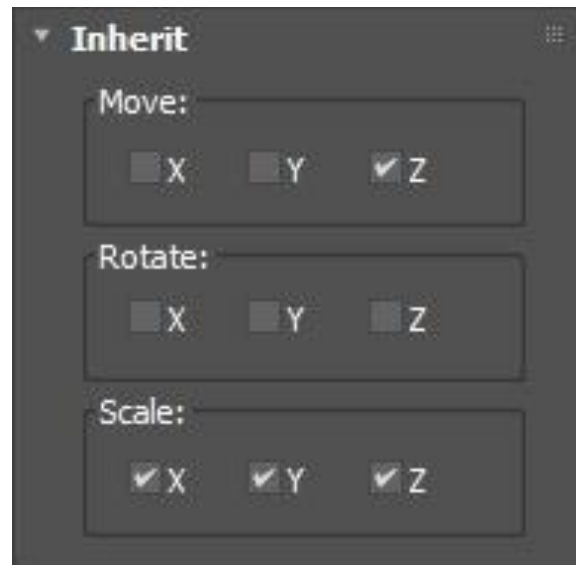 Inherit
Move:
X Y Z
Rotate:
X Y Z
Scale:
X Y Z